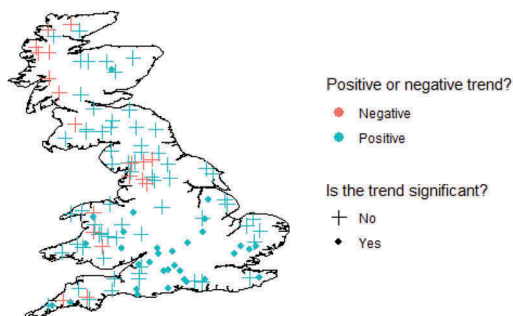 Positive or negative trend?
Negative
Positive
Is the trend significant?
No
Yes